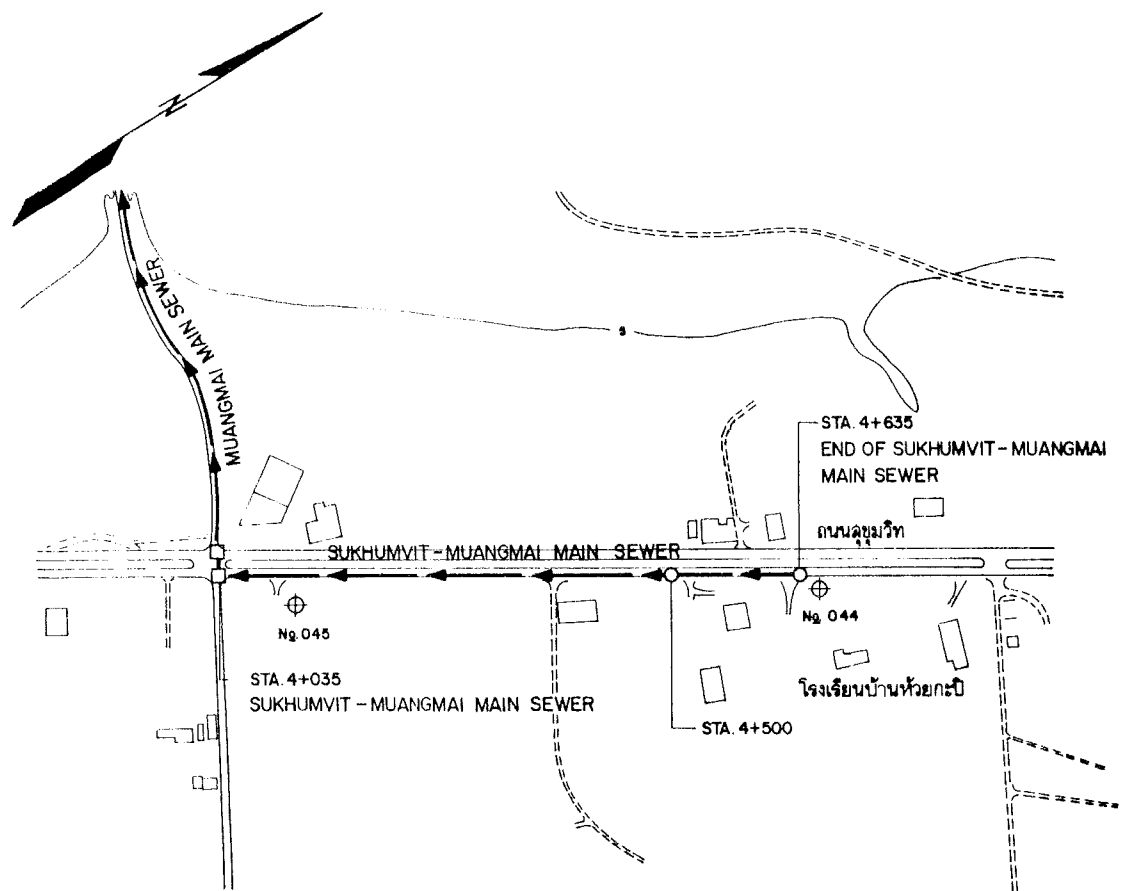 N
MUANGMAI MAIN SEWER
5
STA. 4+635
END OF SUKHUMVIT-MUANGMAI
MAIN SEWER
ถนนสุขุมวิท
SUKHUMVIT-MUANGMAI MAIN SEWER
No. 045
No. 044
STA. 4+035
SUKHUMVIT-MUANGMAI MAIN SEWER
โรงเรียนบ้านห้วยกะปิ
STA. 4+500